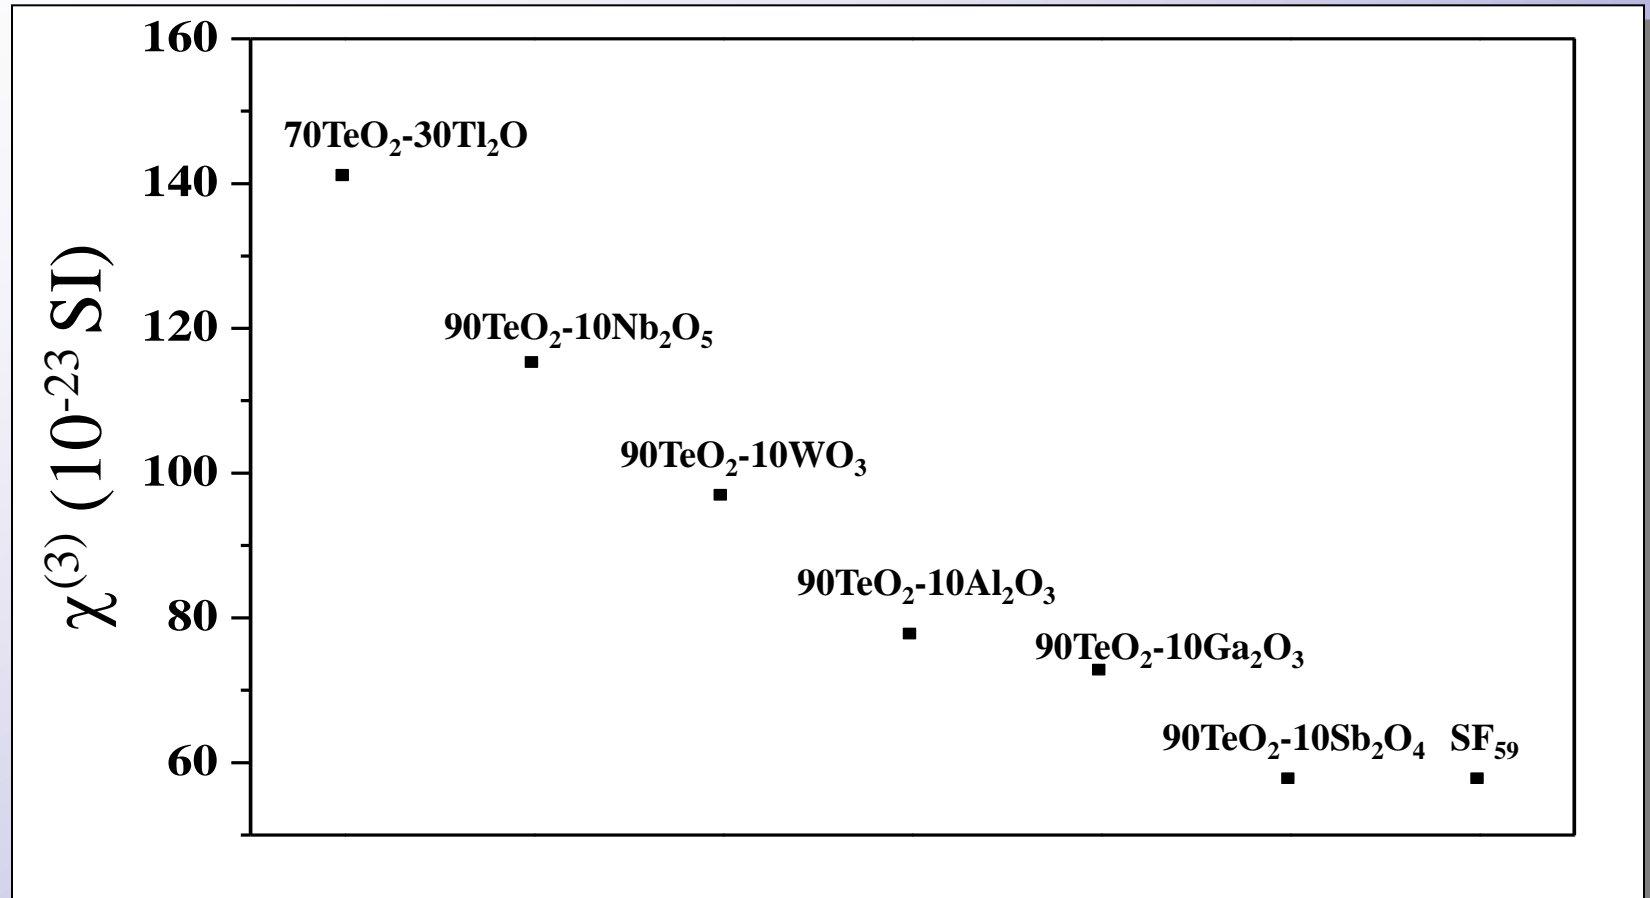 160
70TeO₂-30Tl₂O
140
120
90TeO₂-10Nb₂O₅
90TeO₂-10WO₃
100
90TeO₂-10Al₂O₃
80
90TeO₂-10Ga₂O₃
90TeO₂-10Sb₂O₄ SF₅₉
60
χ⁽³⁾ (10⁻²³ SI)